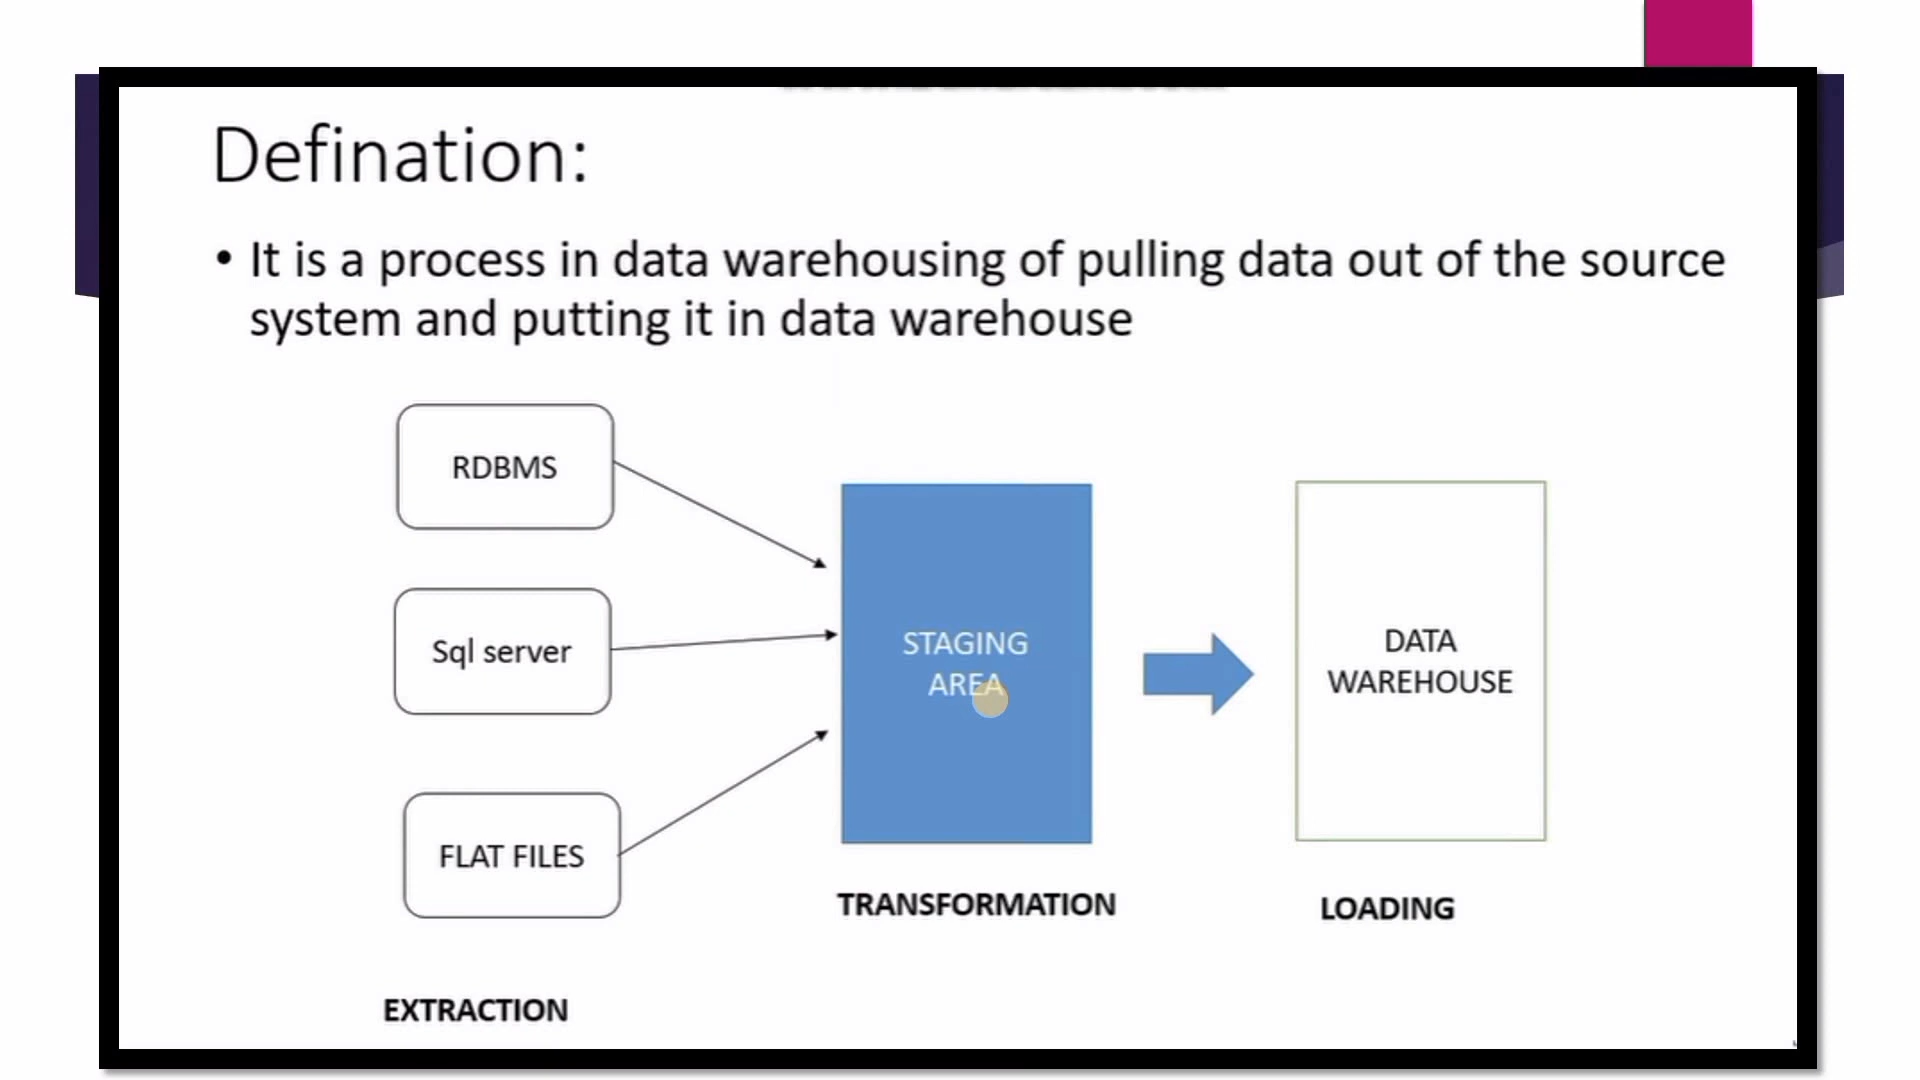 Defination:
• It is a process in data warehousing of pulling data out of the source
system and putting it in data warehouse
RDBMS
Sql server
FLAT FILES
STAGING
AREA
DATA
WAREHOUSE
TRANSFORMATION
LOADING
EXTRACTION